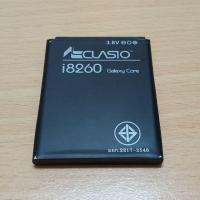 3.8V
CLASIO
i8260 Galaxy Core
มอก. 2217-2548